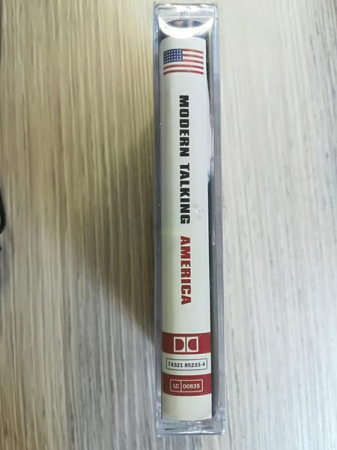 MODERN TALKING AMERICA
74321 85233-4
LC 00835